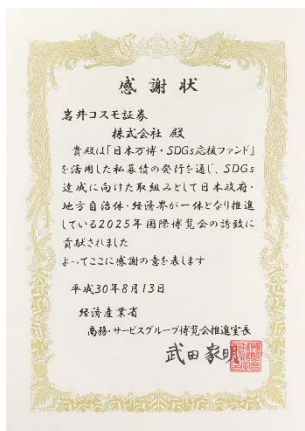 感謝状
岩井コスモ証券
株式会社 殿
貴殿は「日本万博・SDGs応援ファンド」
を活用した私募債の発行を通じ、SDGs
達成に向けた取組みとして日本政府・
地方自治体・経済界が一体となり推進
している2025年国際博覧会の誘致に
貢献されました
よってここに感謝の意を表します
平成30年8月13日
経済産業省
商務・サービスグループ博覧会推進室長
武田家明